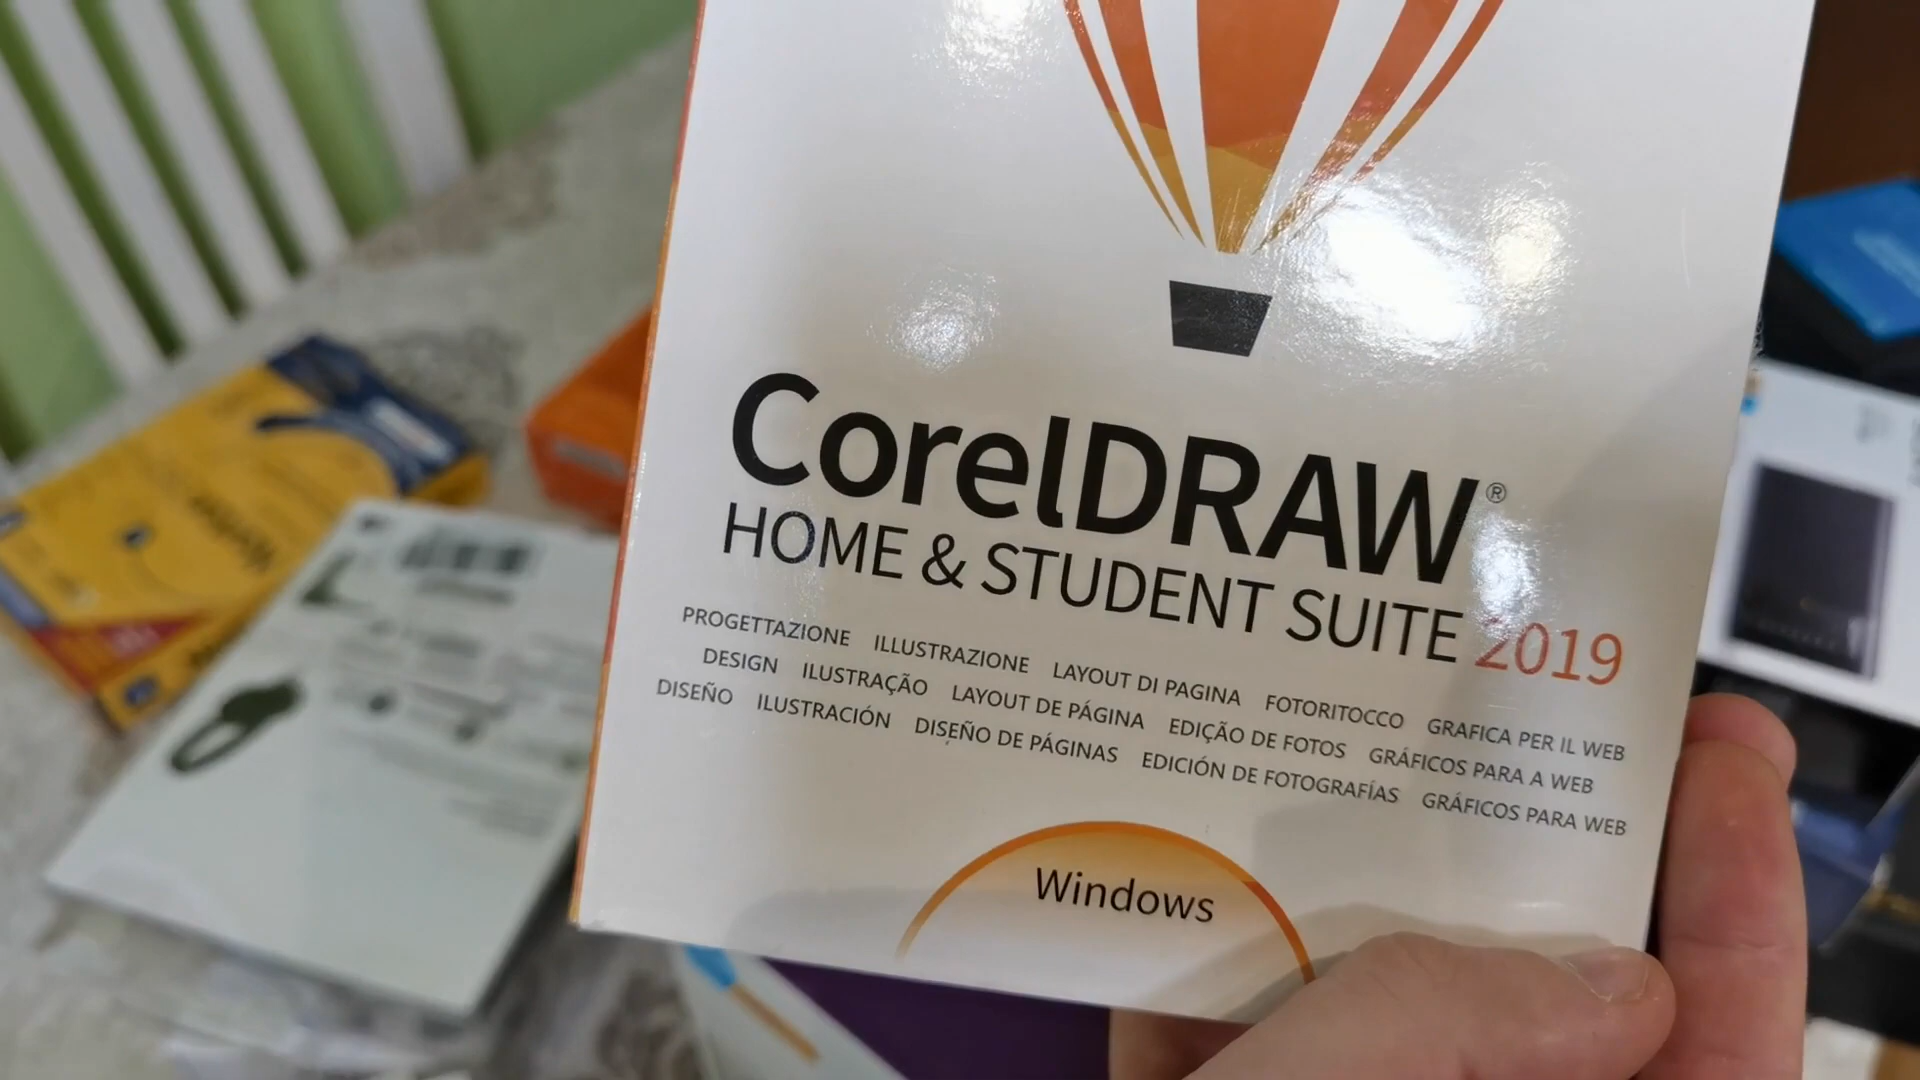 CorelDRAW®
HOME & STUDENT SUITE 2019
PROGETTAZIONE ILLUSTRAZIONE LAYOUT DI PAGINA FOTORITOCCO GRAFICA PER IL WEB
DESIGN ILUSTRAÇÃO LAYOUT DE PÁGINA EDIÇÃO DE FOTOS GRÁFICOS PARA A WEB
DISEÑO ILUSTRACIÓN DISEÑO DE PÁGINAS EDICIÓN DE FOTOGRAFÍAS GRÁFICOS PARA WEB
Windows